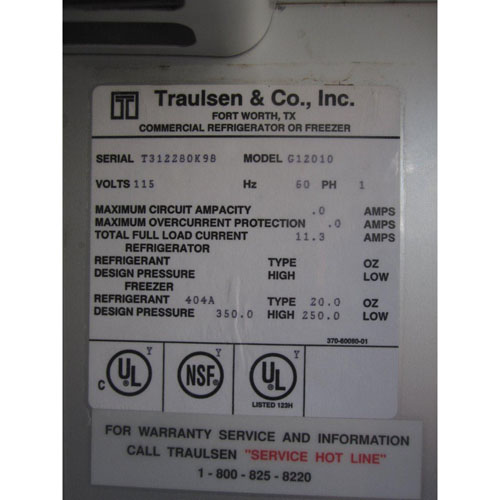 Traulsen & Co., Inc.
FORT WORTH, TX
COMMERCIAL REFRIGERATOR OR FREEZER
SERIAL T312280K98 MODEL G12010
VOLTS 115 Hz 60 PH 1
MAXIMUM CIRCUIT AMPACITY .0 AMPS
MAXIMUM OVERCURRENT PROTECTION .0 AMPS
TOTAL FULL LOAD CURRENT 11.3 AMPS
REFRIGERATOR
REFRIGERANT TYPE OZ
DESIGN PRESSURE HIGH LOW
FREEZER
REFRIGERANT 404A TYPE 20.0 OZ
DESIGN PRESSURE 350.0 HIGH 250.0 LOW
370-60080-01
C UL Y NSF Y UL Y
LISTED 123H
FOR WARRANTY SERVICE AND INFORMATION
CALL TRAULSEN "SERVICE HOT LINE"
1 - 800 - 825 - 8220